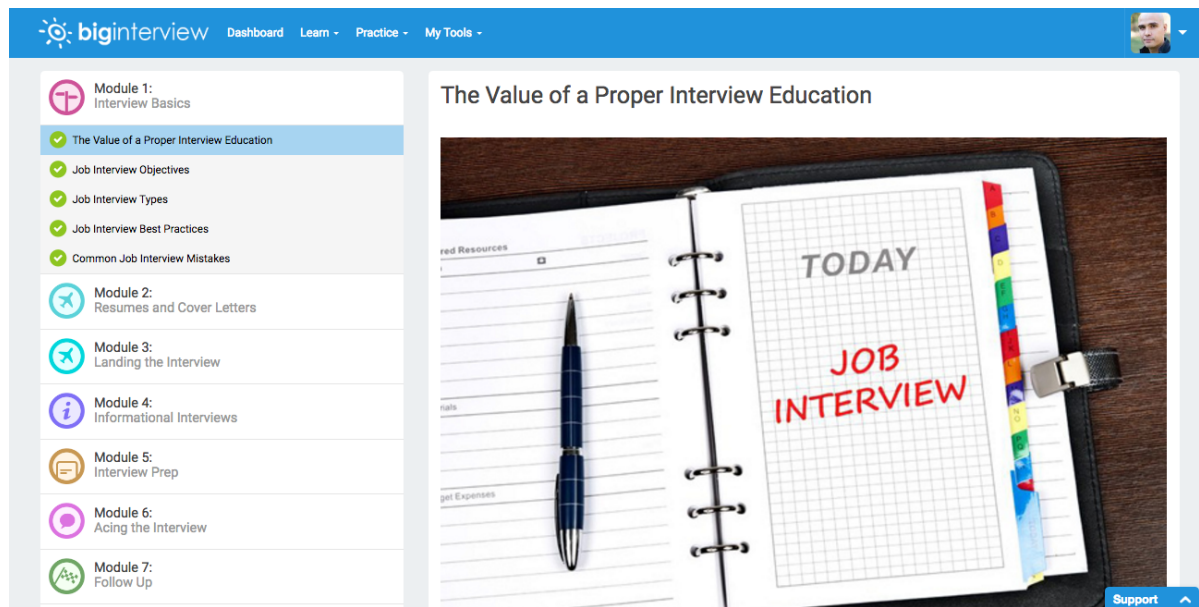 biginterview
Dashboard
Learn
Practice
My Tools
Module 1:
Interview Basics
The Value of a Proper Interview Education
Job Interview Objectives
Job Interview Types
Job Interview Best Practices
Common Job Interview Mistakes
Module 2:
Resumes and Cover Letters
Module 3:
Landing the Interview
Module 4:
Informational Interviews
Module 5:
Interview Prep
Module 6:
Acing the Interview
Module 7:
Follow Up
The Value of a Proper Interview Education
red Resources
TODAY
JOB
INTERVIEW
nals
get Expenses
A
B
C
D
NO
PQ
Support